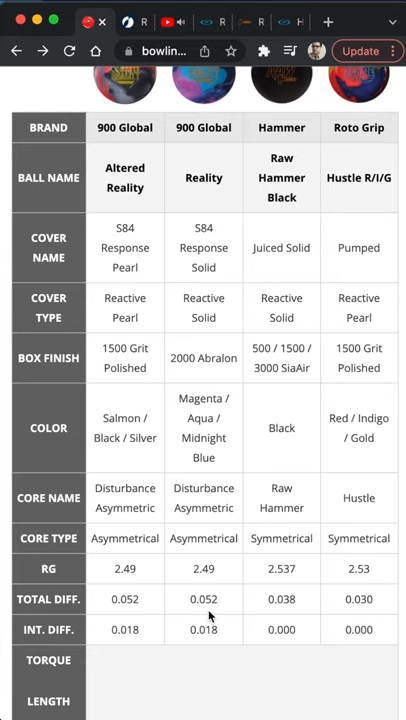 R
R
R
H
bowlin
Update
BRAND
900 Global
900 Global
Hammer
Roto Grip
BALL NAME
Altered
Reality
Reality
Raw
Hammer
Black
Hustle R/I/G
COVER
NAME
S84
Response
Pearl
S84
Response
Solid
Juiced Solid
Pumped
COVER
TYPE
Reactive
Pearl
Reactive
Solid
Reactive
Solid
Reactive
Pearl
BOX FINISH
1500 Grit
Polished
2000 Abralon
500 / 1500 /
3000 SiaAir
1500 Grit
Polished
COLOR
Salmon /
Black / Silver
Magenta /
Aqua /
Midnight
Blue
Black
Red / Indigo
/ Gold
CORE NAME
Disturbance
Asymmetric
Disturbance
Asymmetric
Raw
Hammer
Hustle
CORE TYPE
Asymmetrical
Asymmetrical
Symmetrical
Symmetrical
RG
2.49
2.49
2.537
2.53
TOTAL DIFF.
0.052
0.052
0.038
0.030
INT. DIFF.
0.018
0.018
0.000
0.000
TORQUE
LENGTH